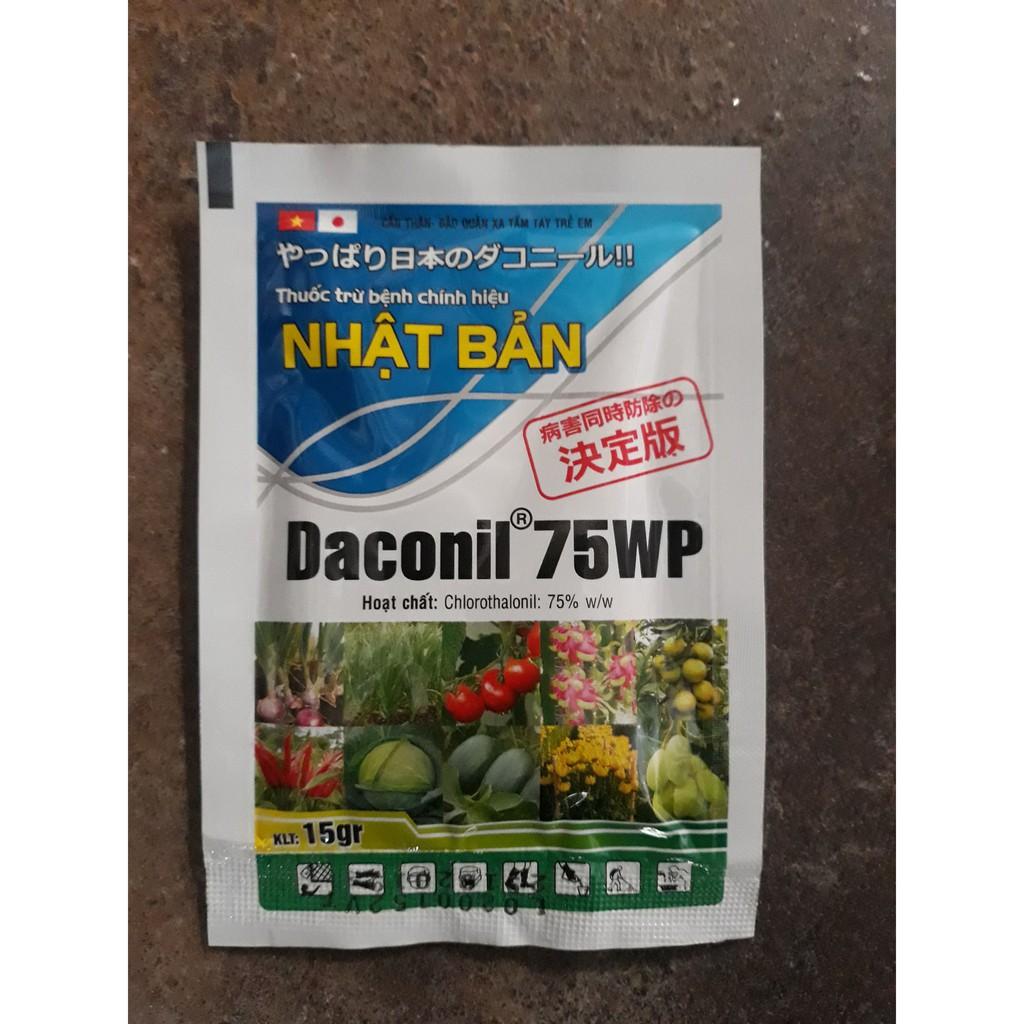 CẨN THẬN- BẢO QUẢN XA TẦM TAY TRẺ EM
やっぱり日本のダコニール!!
Thuốc trừ bệnh chính hiệu
NHẬT BẢN
病害同時防除の
決定版
Daconil® 75WP
Hoạt chất: Chlorothalonil: 75% w/w
KLT: 15gr